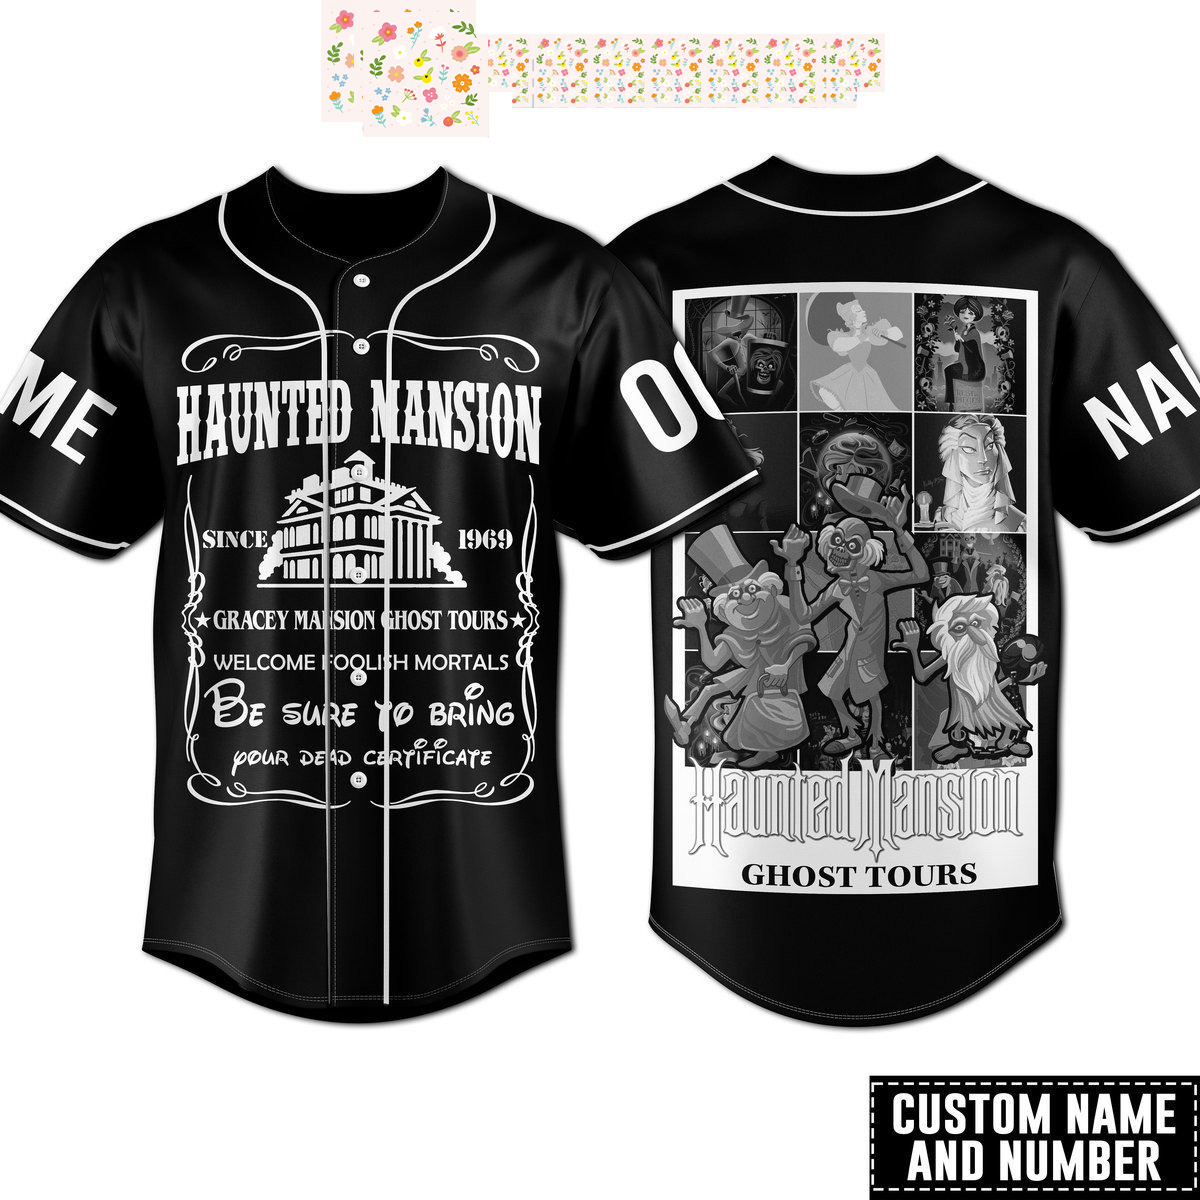 HAUNTED MANSION
SINCE 1969
★GRACEY MANSION GHOST TOURS★
WELCOME FOOLISH MORTALS
BE SURE TO BRING
YOUR DEAD CERTIFICATE
ME
00
NA
Haunted Mansion
GHOST TOURS
CUSTOM NAME
AND NUMBER